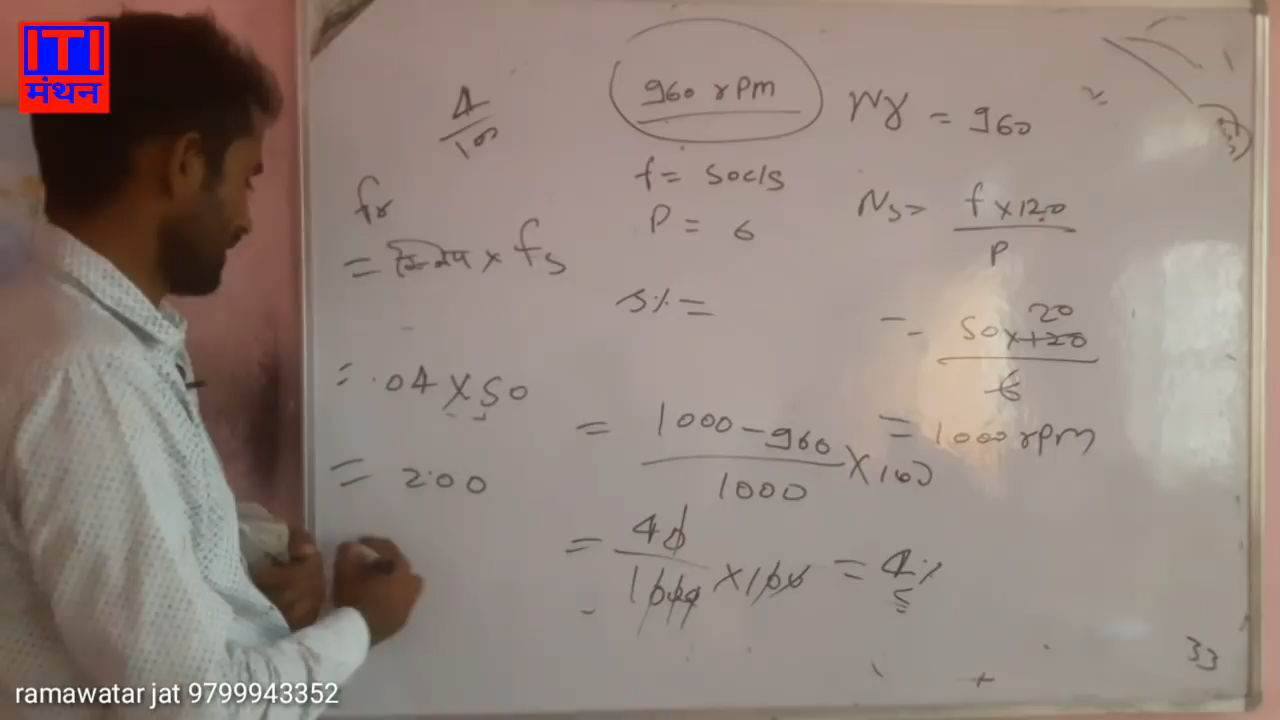 ITI
मंथन
4/100
960 rpm
Nr = 960
f = 50c/s
P = 6
Ns = f×120/P
fr
= स्लिप × fs
S% =
= 50×120/6
20
= .04×50
= 1000-960/1000 ×100
= 1000 rpm
= 2.00
= 40/1000 ×100 = 4%
33
ramawatar jat 9799943352